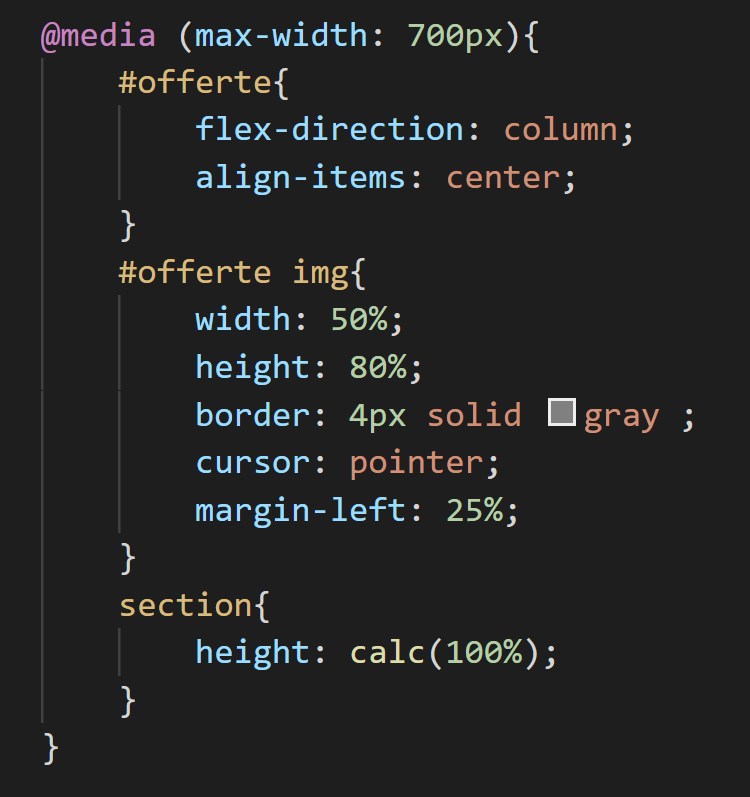 @media (max-width: 700px){
    #offerte{
        flex-direction: column;
        align-items: center;
    }
    #offerte img{
        width: 50%;
        height: 80%;
        border: 4px solid gray ;
        cursor: pointer;
        margin-left: 25%;
    }
    section{
        height: calc(100%);
    }
}